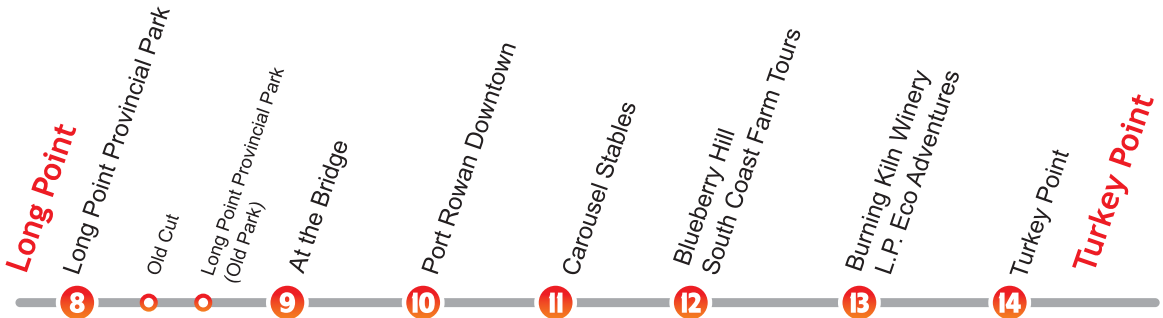 Long Point
Long Point Provincial Park
Old Cut
Long Point Provincial Park
(Old Park)
At the Bridge
Port Rowan Downtown
Carousel Stables
Blueberry Hill
South Coast Farm Tours
Burning Kiln Winery
L.P. Eco Adventures
Turkey Point
Turkey Point
8
9
10
11
12
13
14